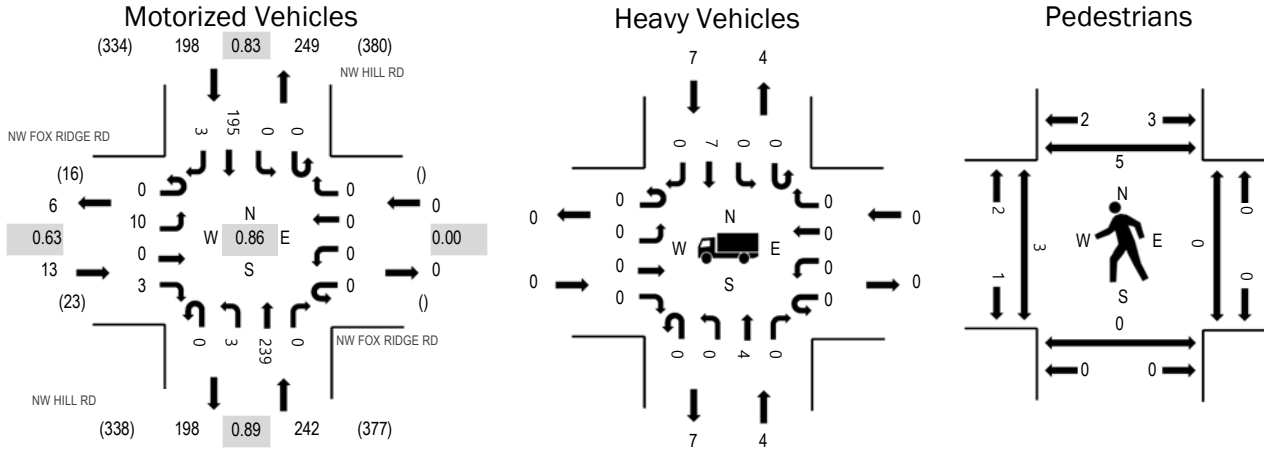 Motorized Vehicles
(334) 198 0.83 249 (380)
NW HILL RD
3 195 0 0
NW FOX RIDGE RD
(16)
6
0.63
13
(23)
0
10
0
3
N
W 0.86 E
S
0
0
0
0
()
0
0.00
0
()
0 3 239 0
NW FOX RIDGE RD
NW HILL RD
(338) 198 0.89 242 (377)
Heavy Vehicles
7 4
0 7 0 0
0
0
0
0
0
0
N
W E
S
0
0
0
0
0
0
0 0 4 0
7 4
Pedestrians
2 3
5
2
1
3
N
W E
S
0
0
0
0
0 0